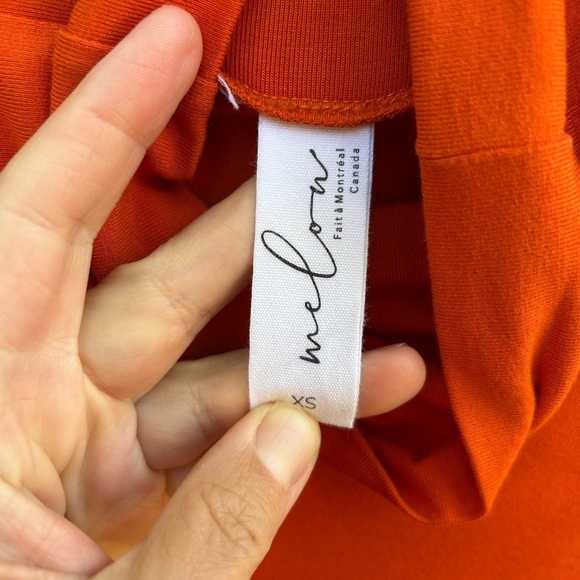 melow
Fait à Montréal
Canada
XS